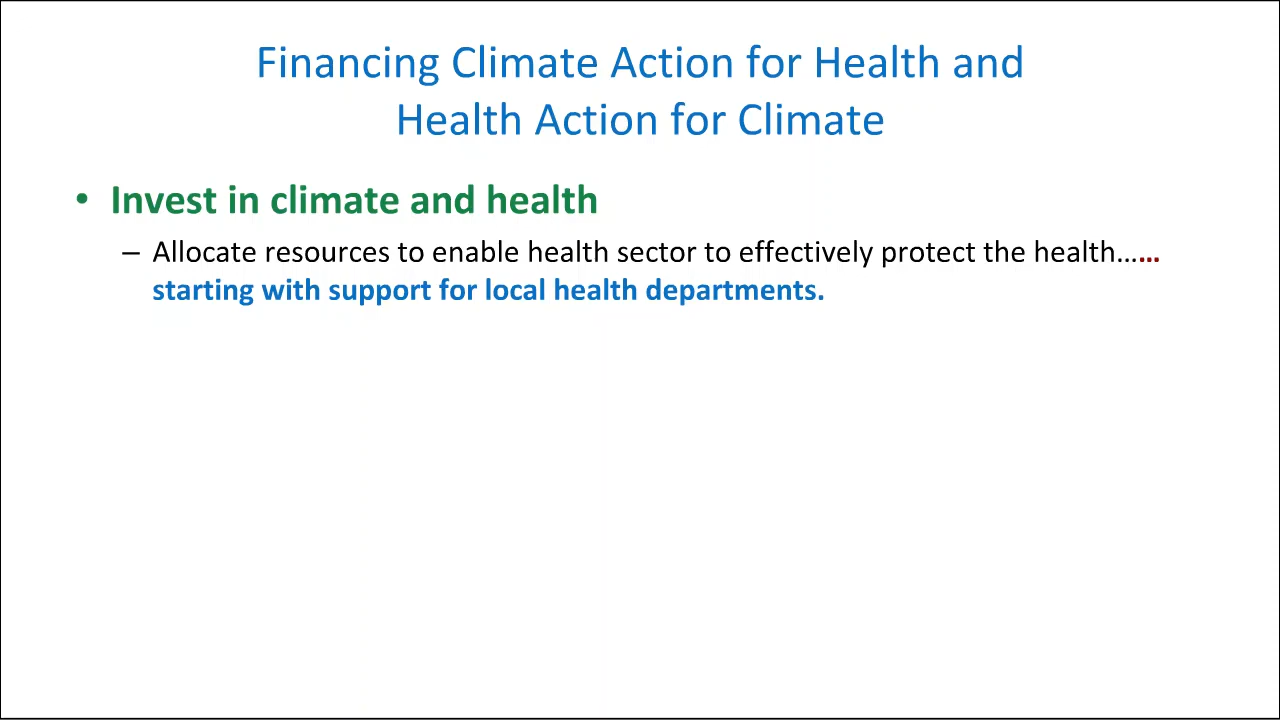 Financing Climate Action for Health and
Health Action for Climate
• Invest in climate and health
– Allocate resources to enable health sector to effectively protect the health……
starting with support for local health departments.